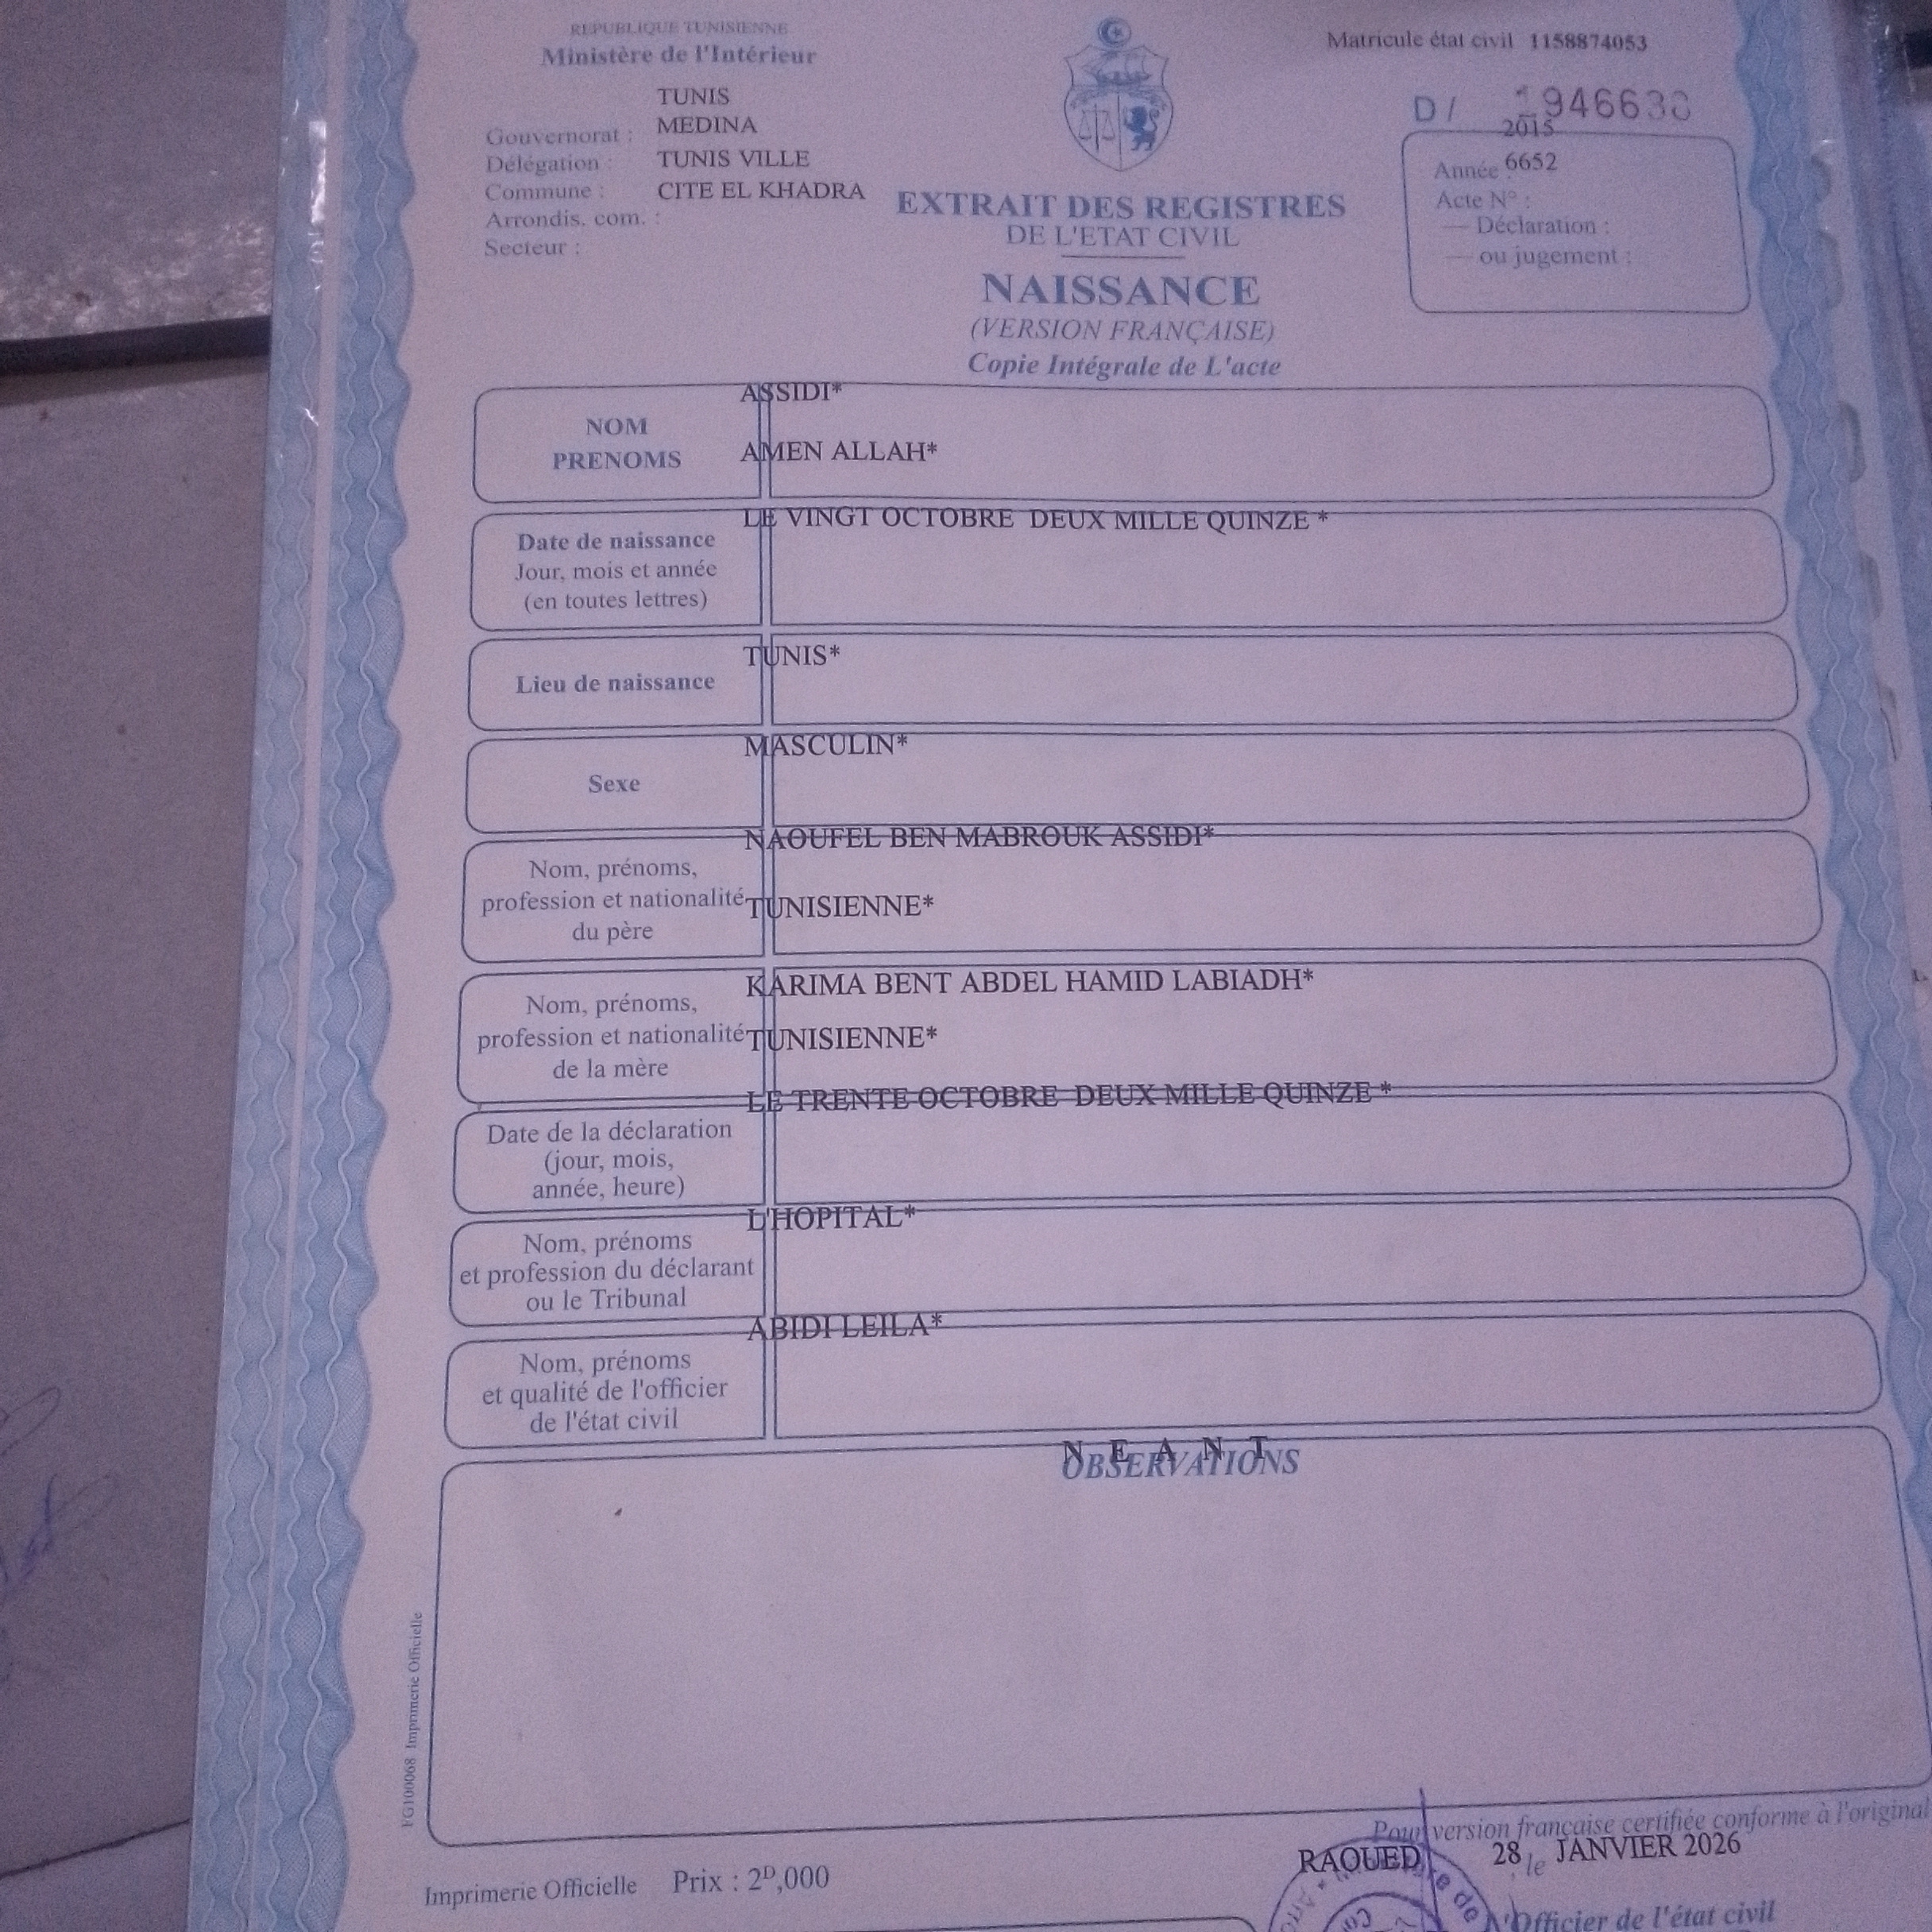 REPUBLIQUE TUNISIENNE
Ministère de l'Intérieur
Matricule état civil 1158874053
D /
2015
TUNIS
Gouvernorat : MEDINA
Délégation : TUNIS VILLE
Commune : CITE EL KHADRA
Arrondis. com. :
Secteur :
Année 6652
Acte N° :
— Déclaration :
— ou jugement :
EXTRAIT DES REGISTRES
DE L'ETAT CIVIL
NAISSANCE
(VERSION FRANÇAISE)
Copie Intégrale de L'acte
ASSIDI*
NOM
PRENOMS
AMEN ALLAH*
LE VINGT OCTOBRE DEUX MILLE QUINZE *
Date de naissance
Jour, mois et année
(en toutes lettres)
TUNIS*
Lieu de naissance
MASCULIN*
Sexe
NAOUFEL BEN MABROUK ASSIDI*
Nom, prénoms,
profession et nationalité
du père
TUNISIENNE*
KARIMA BENT ABDEL HAMID LABIADH*
Nom, prénoms,
profession et nationalité
de la mère
TUNISIENNE*
LE TRENTE OCTOBRE DEUX MILLE QUINZE *
Date de la déclaration
(jour, mois,
année, heure)
L'HOPITAL*
Nom, prénoms
et profession du déclarant
ou le Tribunal
ABIDI LEILA*
Nom, prénoms
et qualité de l'officier
de l'état civil
N E A N T
OBSERVATIONS
FG100068 Imprimerie Officielle
Pour version française certifiée conforme à l'original
RAOUED 28 le JANVIER 2026
Imprimerie Officielle Prix : 2ᴰ,000
L'Officier de l'état civil